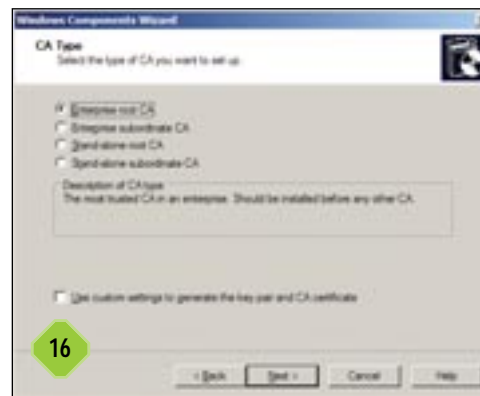 Windows Components Wizard
CA Type
Select the type of CA you want to set up.
Enterprise root CA
Enterprise subordinate CA
Stand-alone root CA
Stand-alone subordinate CA
Description of CA type
The most trusted CA in an enterprise. Should be installed before any other CA.
Use custom settings to generate the key pair and CA certificate
16
< Back Next > Cancel Help